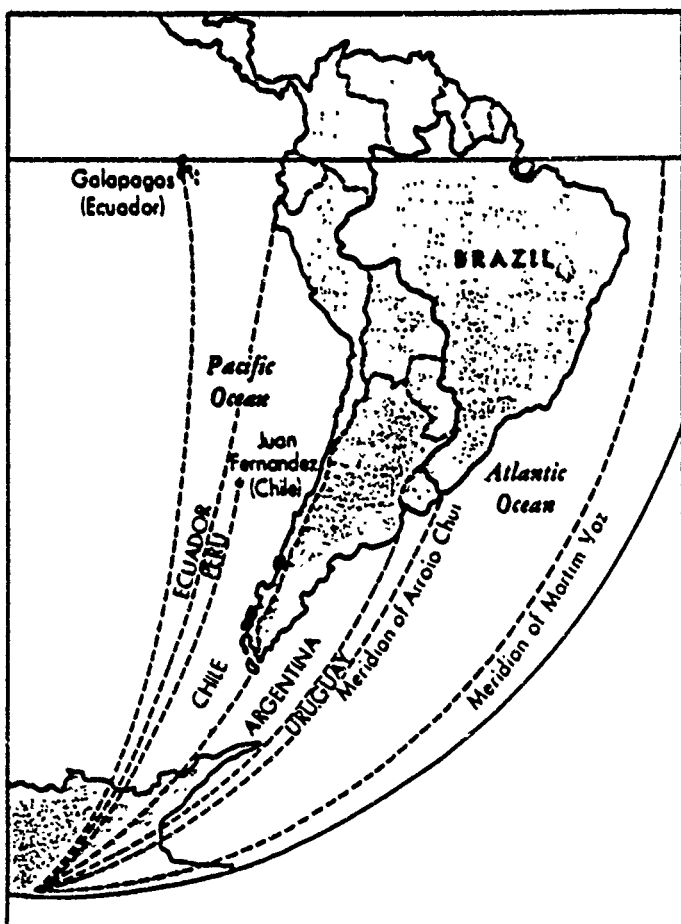 Galapagos
(Ecuador)
BRAZIL
Pacific
Ocean
Juan
Fernandez
(Chile)
Atlantic
Ocean
ECUADOR
PERU
CHILE
ARGENTINA
URUGUAY
Meridian of Arroio Chui
Meridian of Martim Vaz